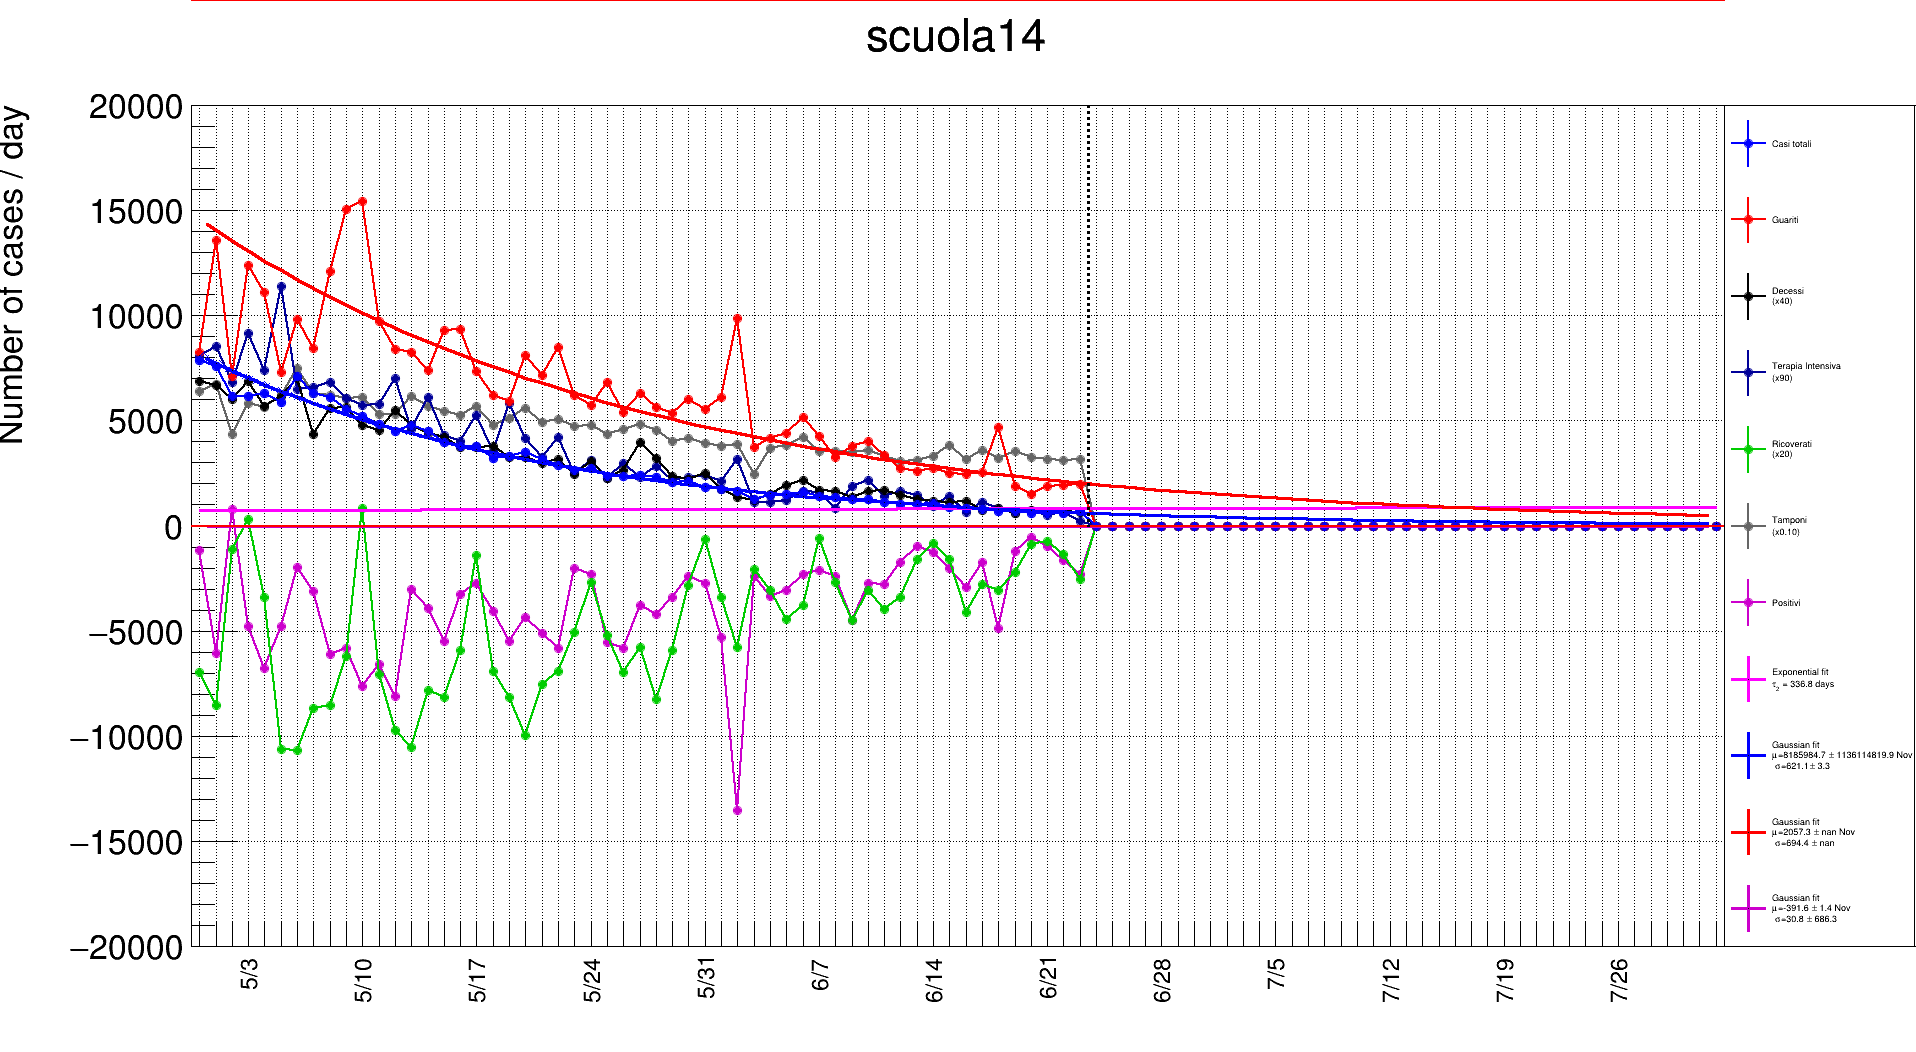 scuola14
Number of cases / day
20000
15000
10000
5000
0
−5000
−10000
−15000
−20000
5/3
5/10
5/17
5/24
5/31
6/7
6/14
6/21
6/28
7/5
7/12
7/19
7/26
Casi totali
Guariti
Decessi
(x40)
Terapia Intensiva
(x90)
Ricoverati
(x20)
Tamponi
(x0.10)
Positivi
Exponential fit
τ₂ = 336.8 days
Gaussian fit
μ=8185984.7 ± 1136114819.9 Nov
σ=621.1± 3.3
Gaussian fit
μ=2057.3 ± nan Nov
σ=694.4 ± nan
Gaussian fit
μ=-391.6 ± 1.4 Nov
σ=30.8 ± 686.3